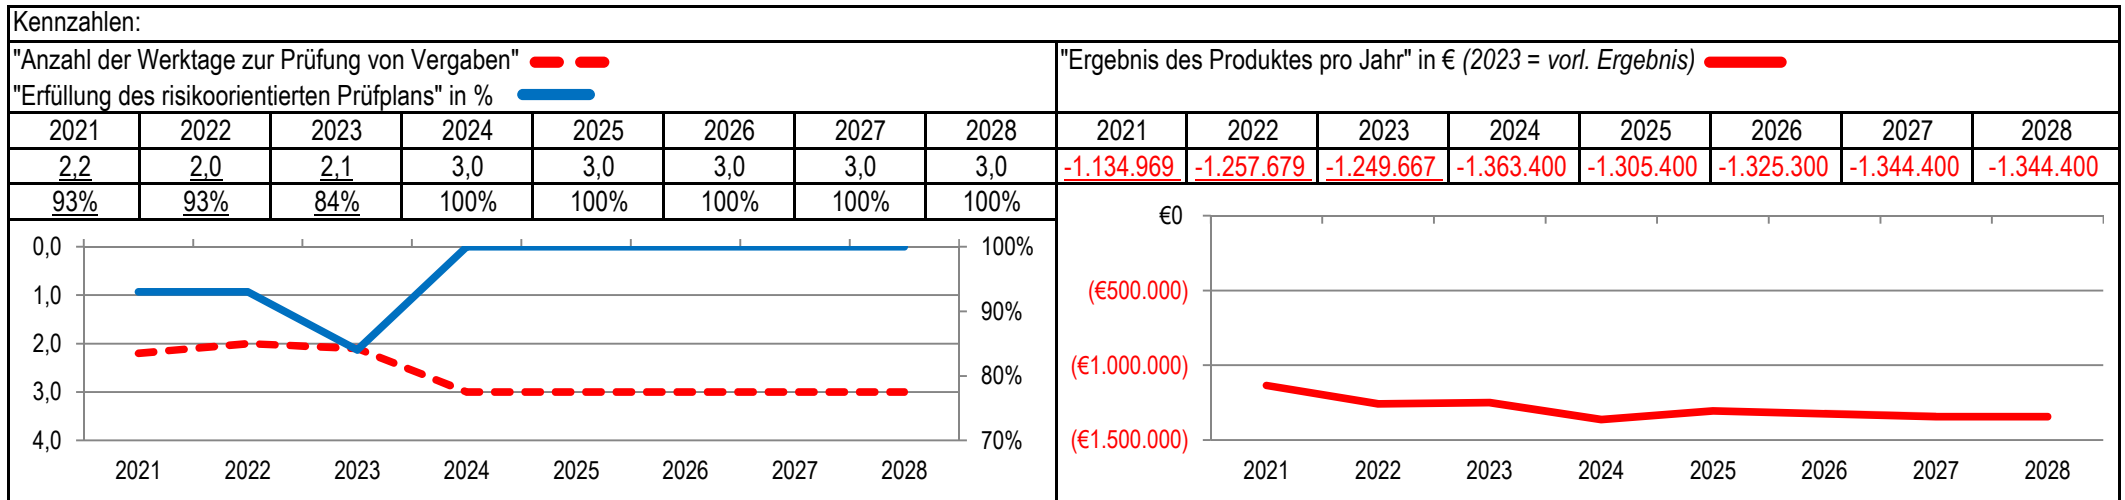 Kennzahlen:
"Anzahl der Werktage zur Prüfung von Vergaben"
"Erfüllung des risikoorientierten Prüfplans" in %
2021 2022 2023 2024 2025 2026 2027 2028
2,2 2,0 2,1 3,0 3,0 3,0 3,0 3,0
93% 93% 84% 100% 100% 100% 100% 100%
0,0 100%
1,0 90%
2,0
3,0 80%
4,0 70%
2021 2022 2023 2024 2025 2026 2027 2028
"Ergebnis des Produktes pro Jahr" in € (2023 = vorl. Ergebnis)
2021 2022 2023 2024 2025 2026 2027 2028
-1.134.969 -1.257.679 -1.249.667 -1.363.400 -1.305.400 -1.325.300 -1.344.400 -1.344.400
€0
(€500.000)
(€1.000.000)
(€1.500.000)
2021 2022 2023 2024 2025 2026 2027 2028